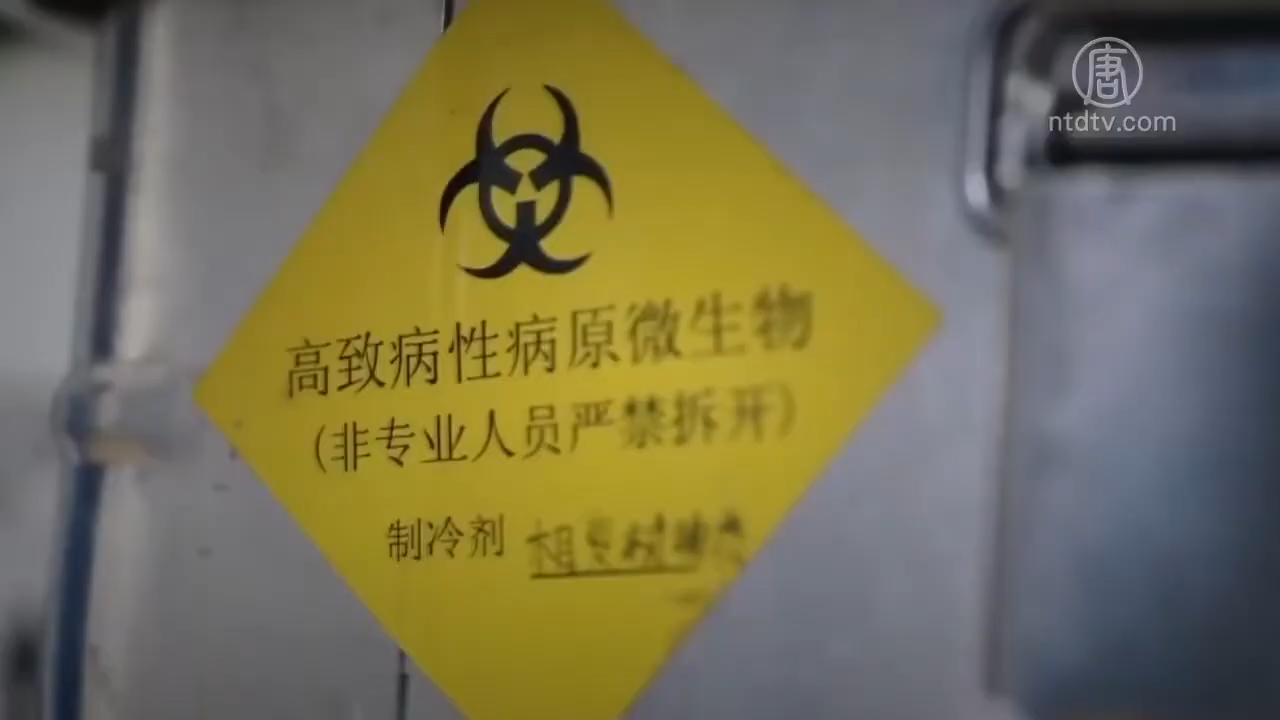 唐
ntdtv.com
高致病性病原微生物
(非专业人员严禁拆开)
制冷剂